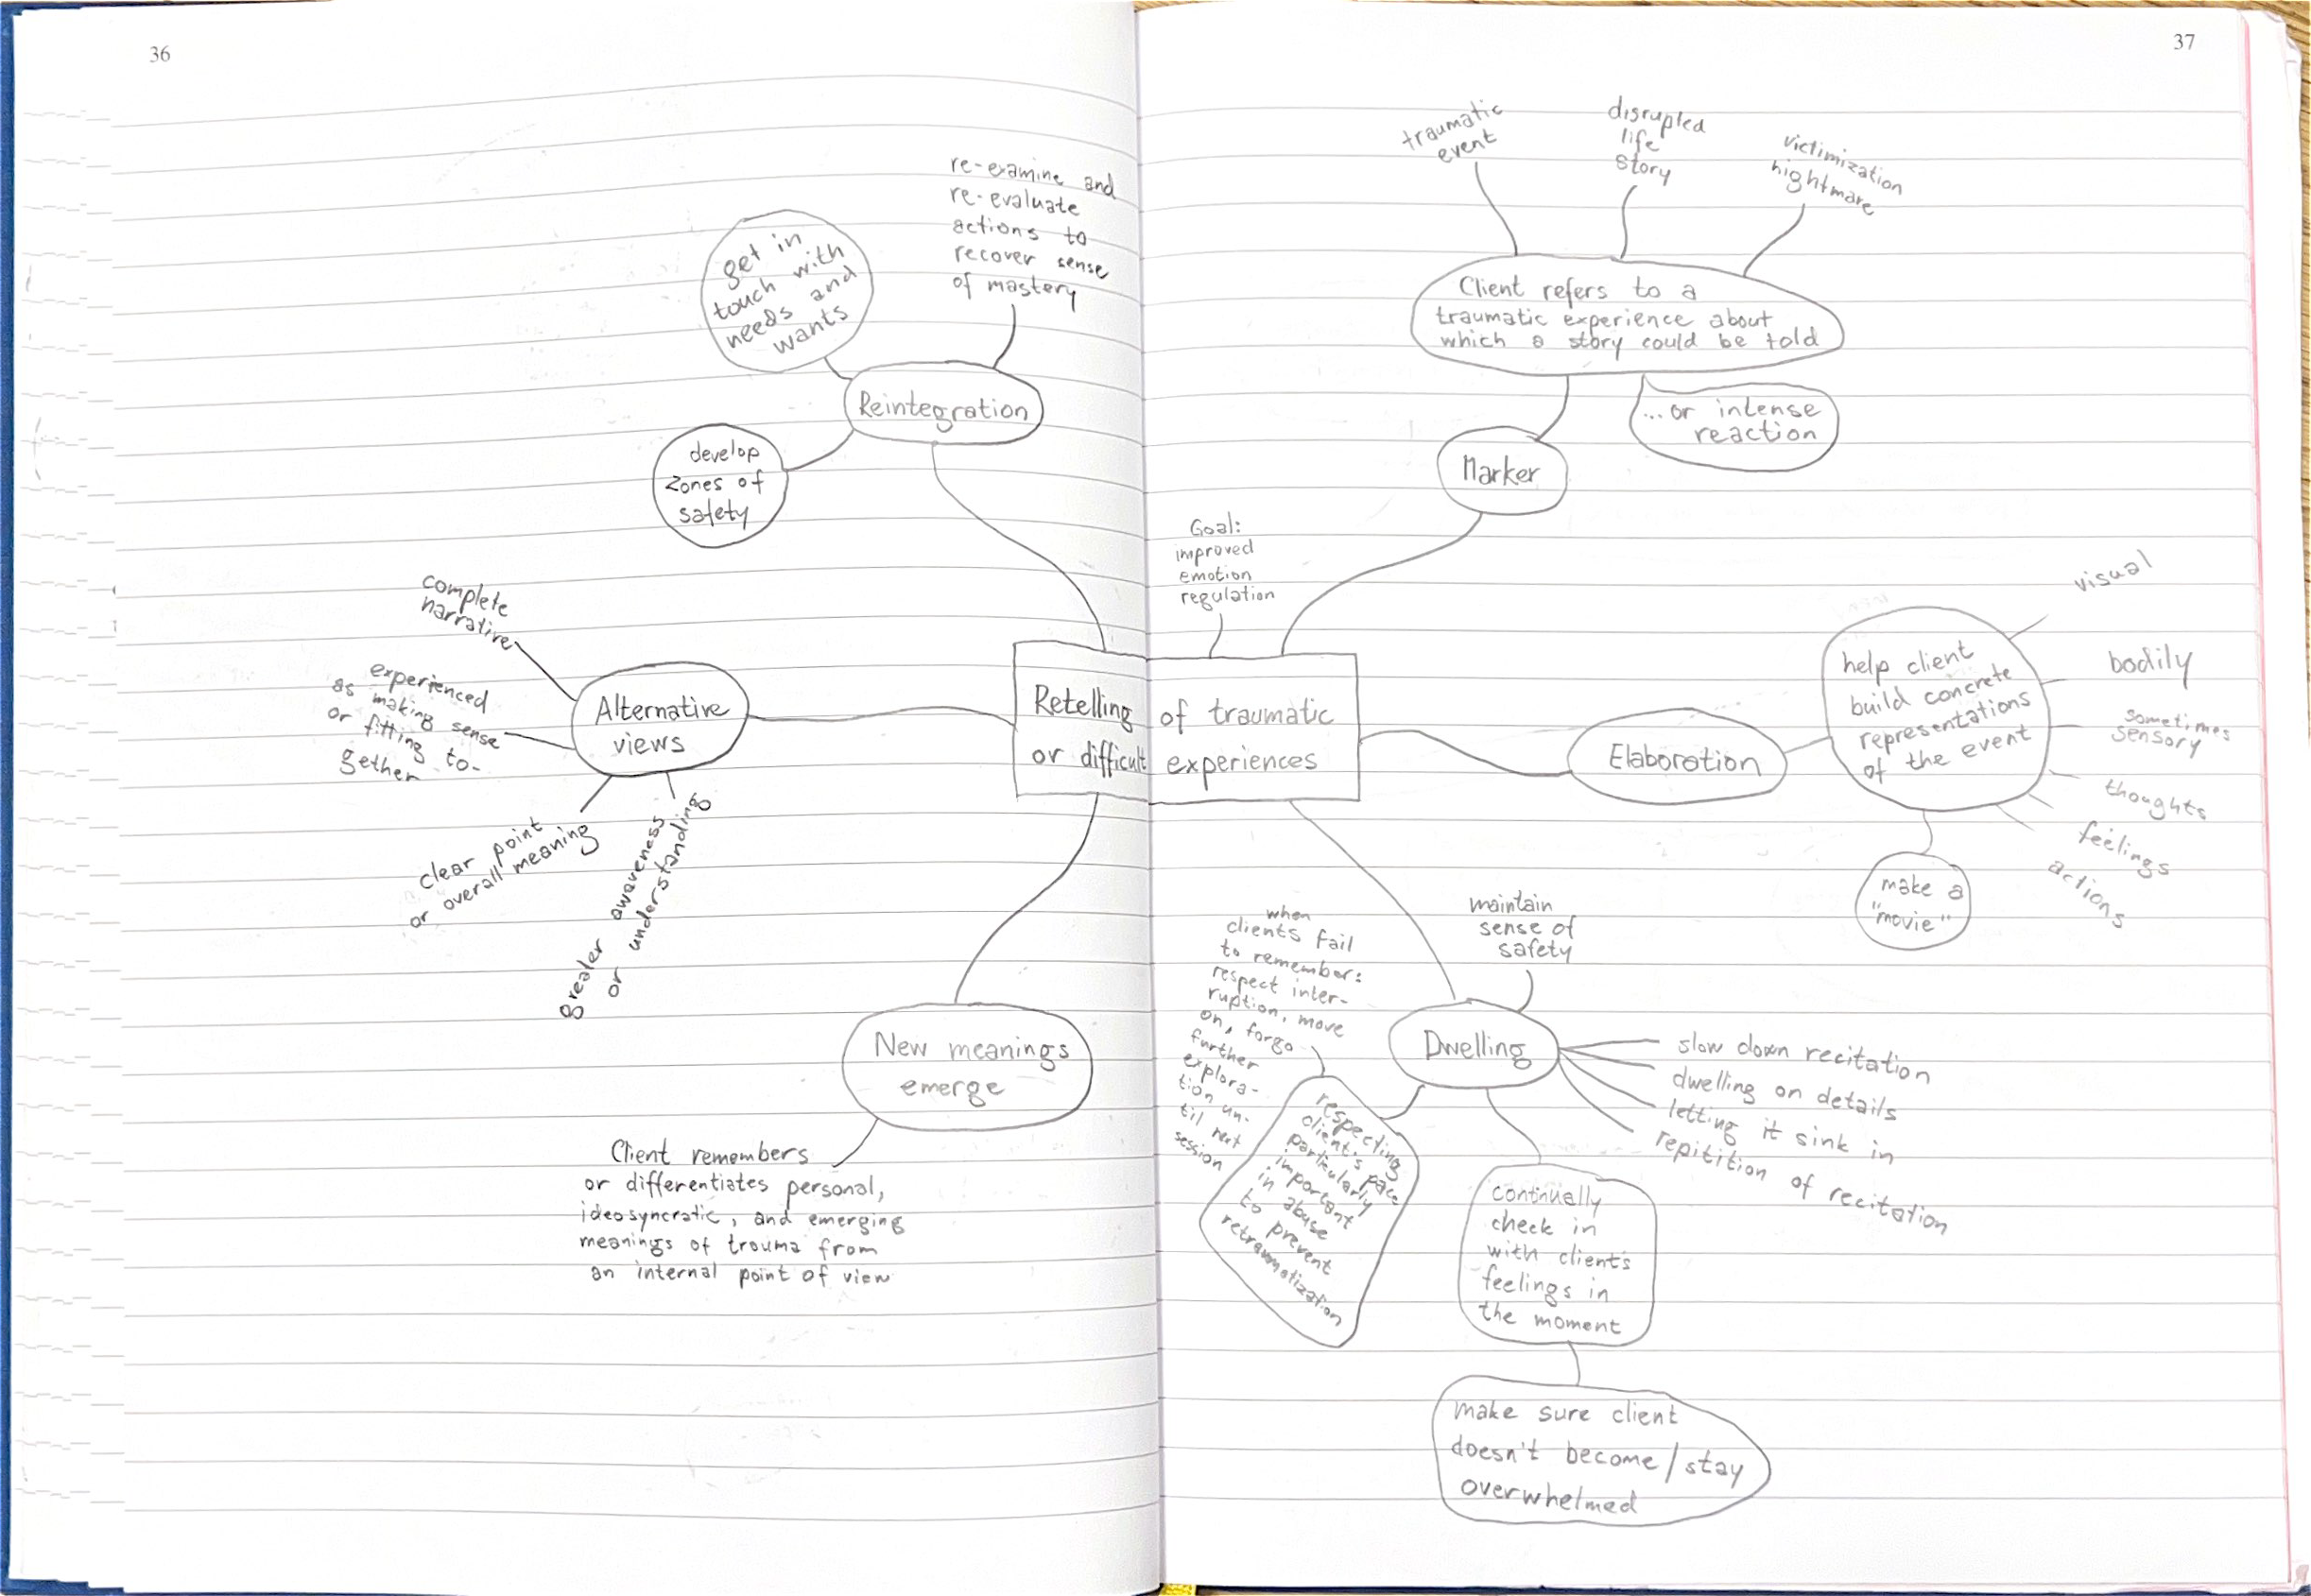 36
re-examine and
re-evaluate
actions to
recover sense
of mastery
get in
touch with
needs and
wants
Reintegration
develop
zones of
safety
complete
narrative
experienced
as making sense
or fitting to-
gether
Alternative
views
clear point
or overall meaning
greater awareness
or understanding
New meanings
emerge
Client remembers
or differentiates personal,
ideosyncratic, and emerging
meanings of trauma from
an internal point of view
37
traumatic
event
disrupted
life
story
victimization
nightmare
Client refers to a
traumatic experience about
which a story could be told
...or intense
reaction
Marker
Goal:
improved
emotion
regulation
Retelling of traumatic
or difficult experiences
Elaboration
help client
build concrete
representations
of the event
visual
bodily
sometimes
sensory
thoughts
feelings
actions
make a
"movie"
maintain
sense of
safety
Dwelling
slow down recitation
dwelling on details
letting it sink in
repitition of recitation
when
clients fail
to remember:
respect inter-
ruption, move
on, forgo
further
explora-
tion un-
til next
session
respecting
client's pace
particularly
important
in abuse
to prevent
retraumatization
continually
check in
with client's
feelings in
the moment
make sure client
doesn't become/stay
overwhelmed